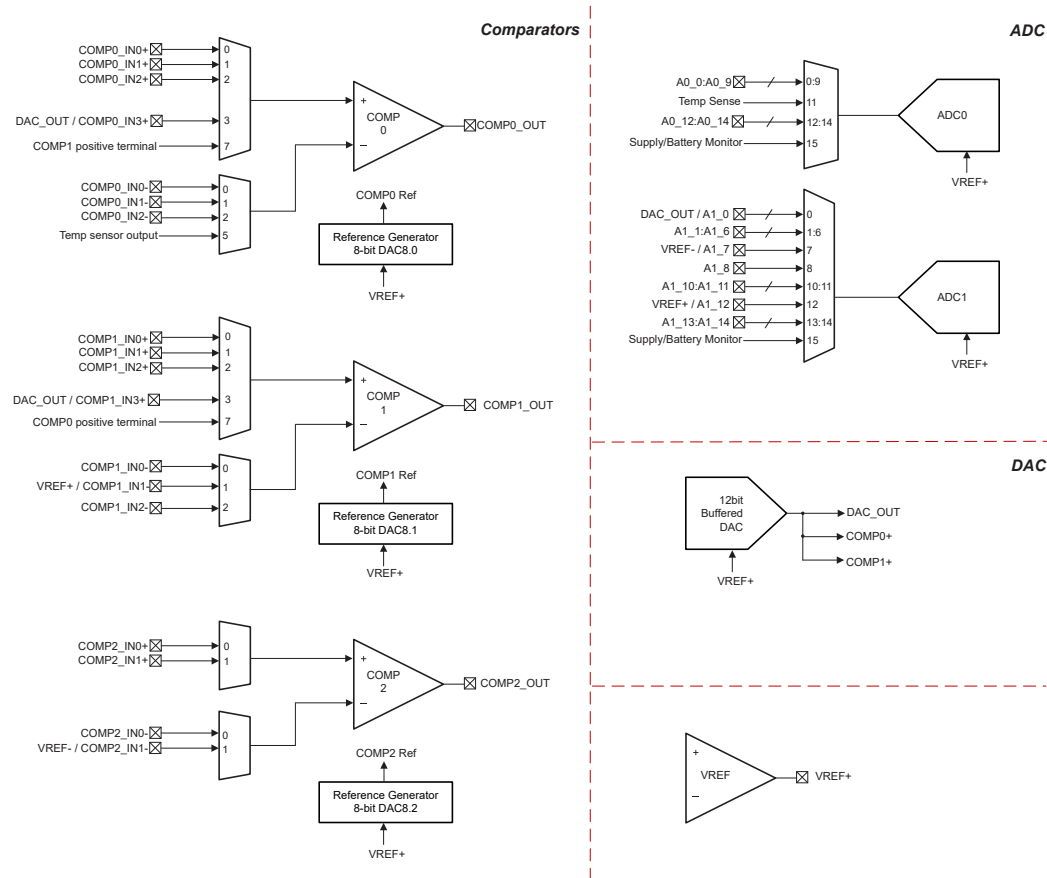 Comparators
COMP0_IN0+
COMP0_IN1+
COMP0_IN2+
DAC_OUT / COMP0_IN3+
COMP1 positive terminal
0
1
2
3
7
COMP0_IN0-
COMP0_IN1-
COMP0_IN2-
Temp sensor output
0
1
2
5
+
COMP
0
–
COMP0_OUT
COMP0 Ref
Reference Generator
8-bit DAC8.0
VREF+
COMP1_IN0+
COMP1_IN1+
COMP1_IN2+
DAC_OUT / COMP1_IN3+
COMP0 positive terminal
0
1
2
3
7
COMP1_IN0-
VREF+ / COMP1_IN1-
COMP1_IN2-
0
1
2
+
COMP
1
–
COMP1_OUT
COMP1 Ref
Reference Generator
8-bit DAC8.1
VREF+
COMP2_IN0+
COMP2_IN1+
0
1
COMP2_IN0-
VREF- / COMP2_IN1-
0
1
+
COMP
2
–
COMP2_OUT
COMP2 Ref
Reference Generator
8-bit DAC8.2
VREF+
ADC
A0_0:A0_9
Temp Sense
A0_12:A0_14
Supply/Battery Monitor
0:9
11
12:14
15
ADC0
VREF+
DAC_OUT / A1_0
A1_1:A1_6
VREF- / A1_7
A1_8
A1_10:A1_11
VREF+ / A1_12
A1_13:A1_14
Supply/Battery Monitor
0
1:6
7
8
10:11
12
13:14
15
ADC1
VREF+
DAC
12bit
Buffered
DAC
VREF+
DAC_OUT
COMP0+
COMP1+
+
VREF
–
VREF+